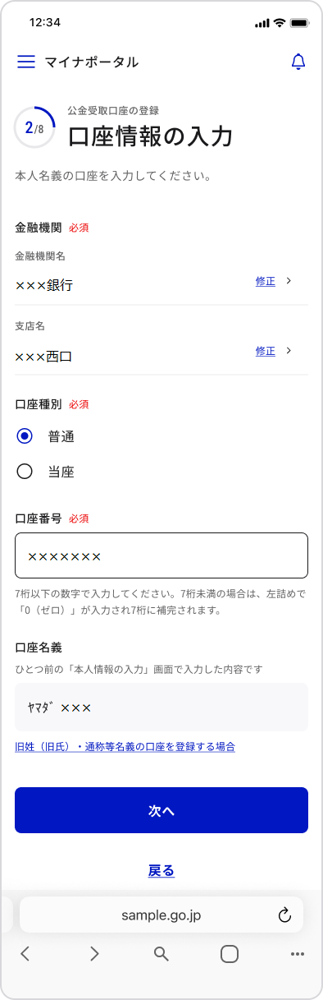 12:34
マイナポータル
2/8
公金受取口座の登録
口座情報の入力
本人名義の口座を入力してください。
金融機関 必須
金融機関名
×××銀行
修正
支店名
×××西口
修正
口座種別 必須
普通
当座
口座番号 必須
×××××××
7桁以下の数字で入力してください。7桁未満の場合は、左詰めで
「0（ゼロ）」が入力され7桁に補完されます。
口座名義
ひとつ前の「本人情報の入力」画面で入力した内容です
ﾔﾏﾀﾞ ×××
旧姓（旧氏）・通称等名義の口座を登録する場合
次へ
戻る
sample.go.jp